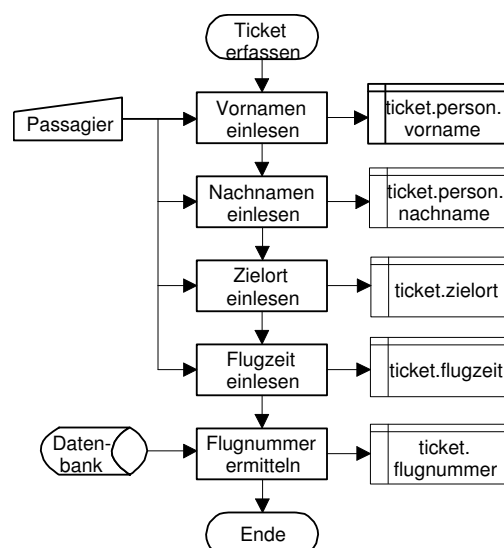 Ticket
erfassen
Passagier
Vornamen
einlesen
ticket.person.
vorname
Nachnamen
einlesen
ticket.person.
nachname
Zielort
einlesen
ticket.zielort
Flugzeit
einlesen
ticket.flugzeit
Daten-
bank
Flugnummer
ermitteln
ticket.
flugnummer
Ende